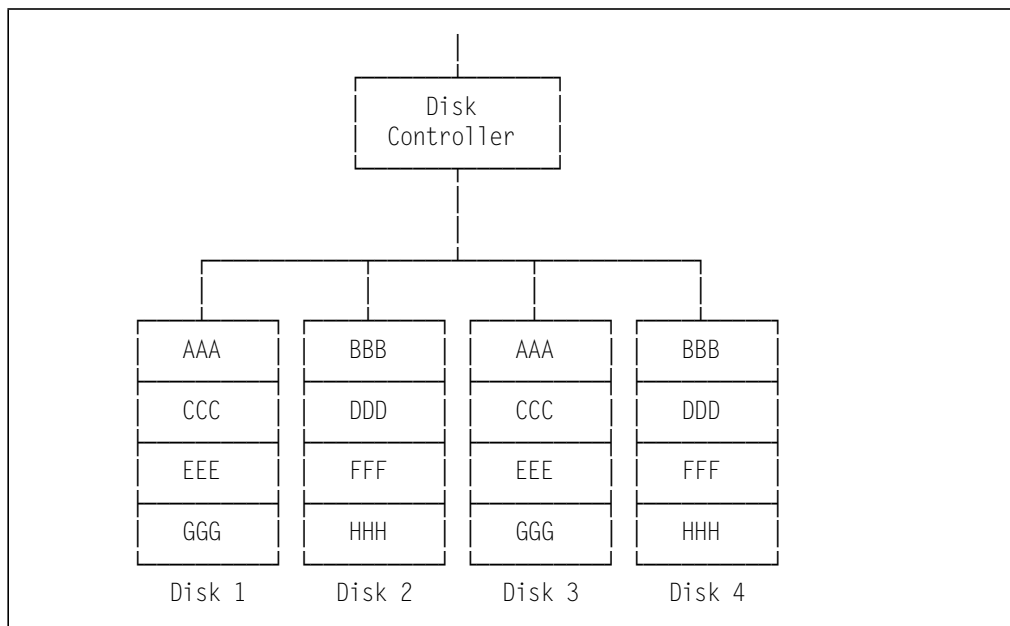 Disk
Controller
AAA BBB AAA BBB
CCC DDD CCC DDD
EEE FFF EEE FFF
GGG HHH GGG HHH
Disk 1 Disk 2 Disk 3 Disk 4